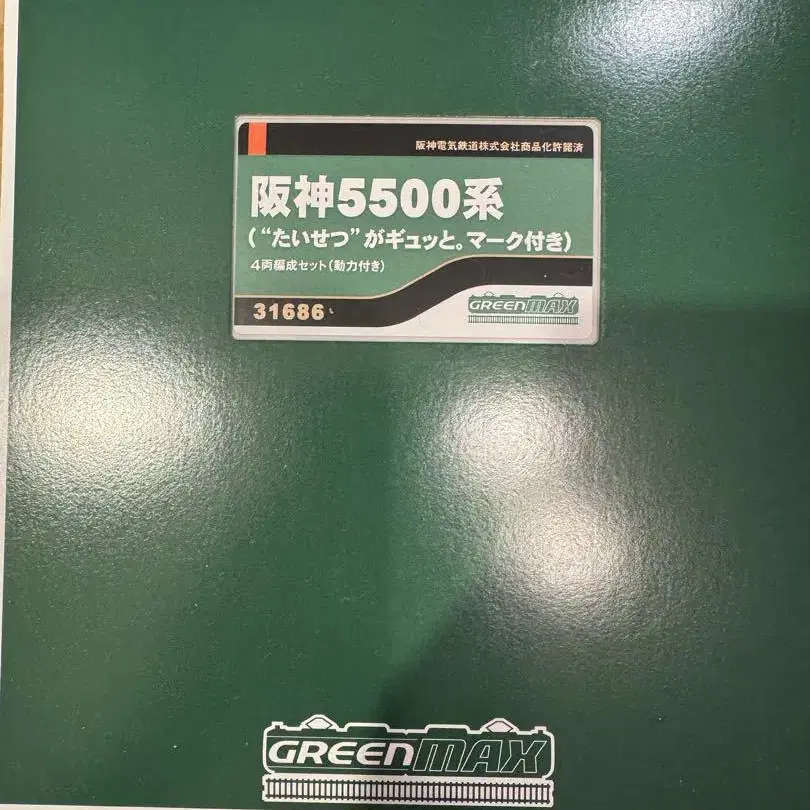 阪神電気鉄道株式会社商品化許諾済
阪神5500系
(“たいせつ”がギュッと。マーク付き)
4両編成セット(動力付き)
31686
GREENMAX
GREENMAX